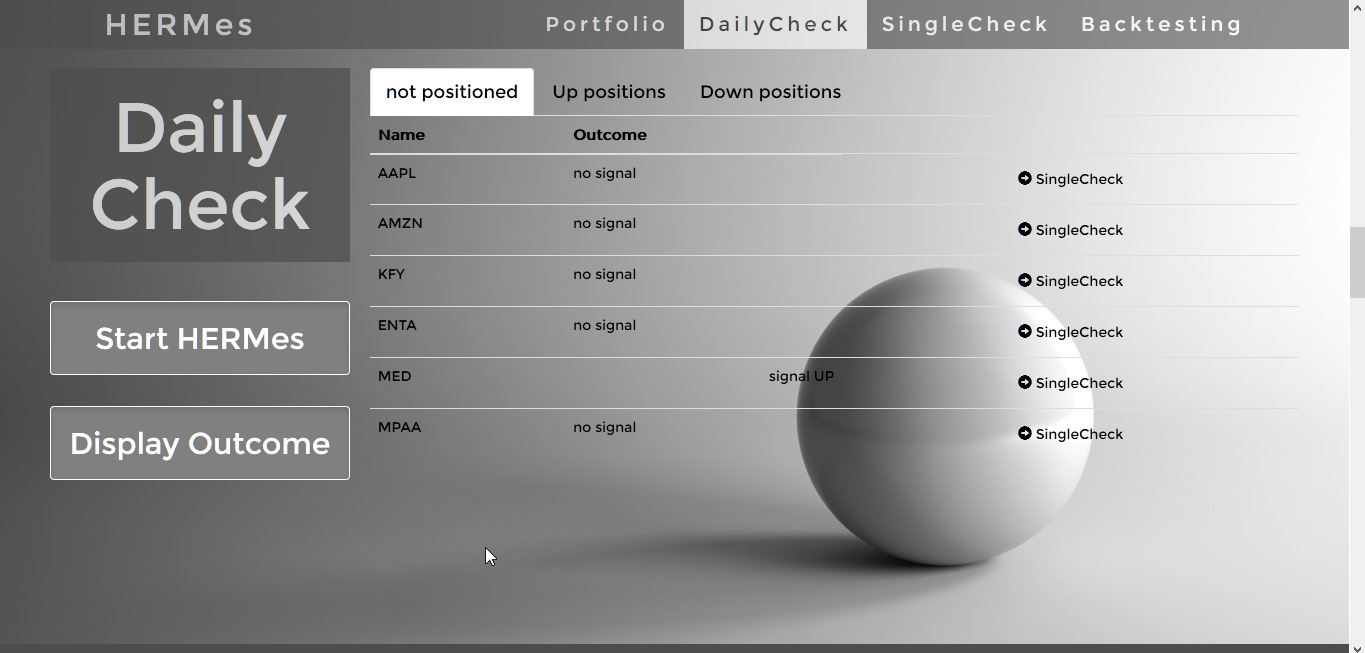 HERMes Portfolio DailyCheck SingleCheck Backtesting
Daily
Check
Start HERMes
Display Outcome
not positioned Up positions Down positions
Name Outcome
AAPL no signal SingleCheck
AMZN no signal SingleCheck
KFY no signal SingleCheck
ENTA no signal SingleCheck
MED signal UP SingleCheck
MPAA no signal SingleCheck